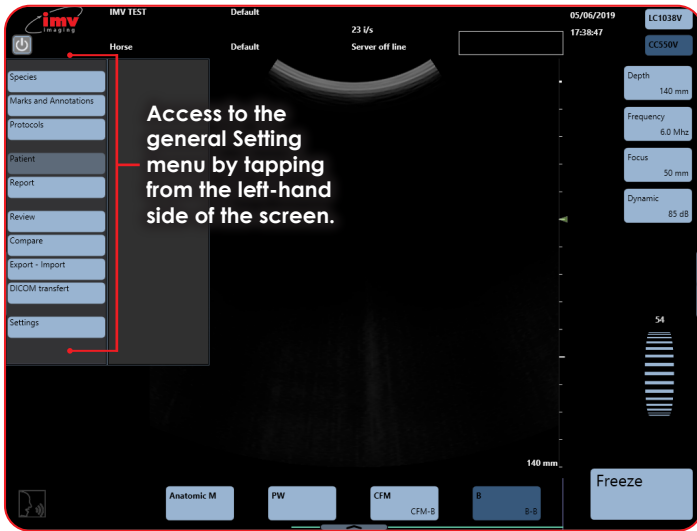 imv
imaging
IMV TEST
Default
23 i/s
05/06/2019
17:38:47
LC1038V
CC550V
Horse
Default
Server off line
Species
Marks and Annotations
Protocols
Patient
Report
Review
Compare
Export - Import
DICOM transfert
Settings
Access to the
general Setting
menu by tapping
from the left-hand
side of the screen.
Depth
140 mm
Frequency
6.0 Mhz
Focus
50 mm
Dynamic
85 dB
54
140 mm
Freeze
Anatomic M
PW
CFM
CFM-B
B
B-B